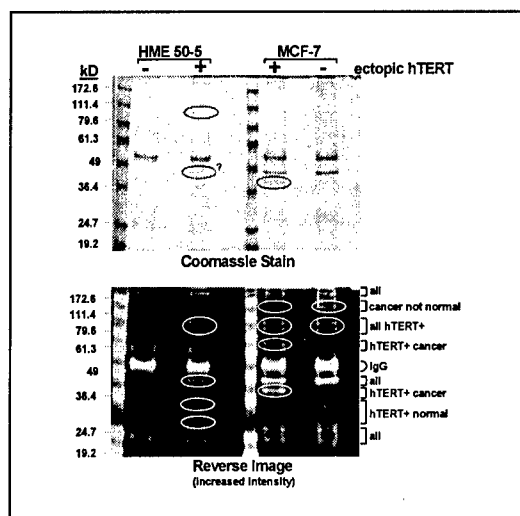 HME 50-5 MCF-7
kD - + + - ectopic hTERT
172.6
111.4
79.6
61.3
49
36.4
24.7
19.2
?
Coomassie Stain
172.6
111.4
79.6
61.3
49
36.4
24.7
19.2
all
cancer not normal
all hTERT+
hTERT+ cancer
IgG
all
hTERT+ cancer
hTERT+ normal
all
Reverse Image
(increased intensity)